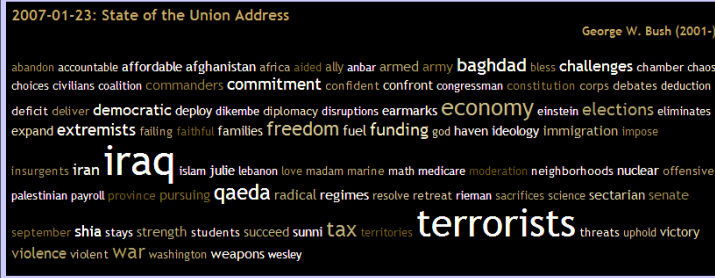 2007-01-23: State of the Union Address
George W. Bush (2001-)
abandon accountable affordable afghanistan africa aided ally anbar armed army baghdad bless challenges chamber chaos
choices civilians coalition commanders commitment confident confront congressman constitution corps debates deduction
deficit deliver democratic deploy dikembe diplomacy disruptions earmarks economy einstein elections eliminates
expand extremists failing faithful families freedom fuel funding god haven ideology immigration impose
insurgents iran iraq islam julie lebanon love madam marine math medicare moderation neighborhoods nuclear offensive
palestinian payroll province pursuing qaeda radical regimes resolve retreat rieman sacrifices science sectarian senate
september shia stays strength students succeed sunni tax territories terrorists threats uphold victory
violence violent war washington weapons wesley